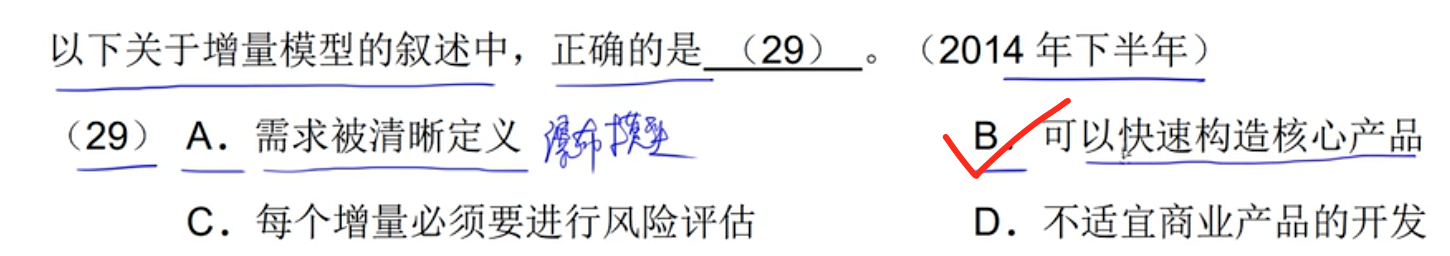 以下关于增量模型的叙述中，正确的是（29）。（2014 年下半年）
（29） A．需求被清晰定义 瀑布模型 B．可以快速构造核心产品
C．每个增量必须要进行风险评估 D．不适宜商业产品的开发